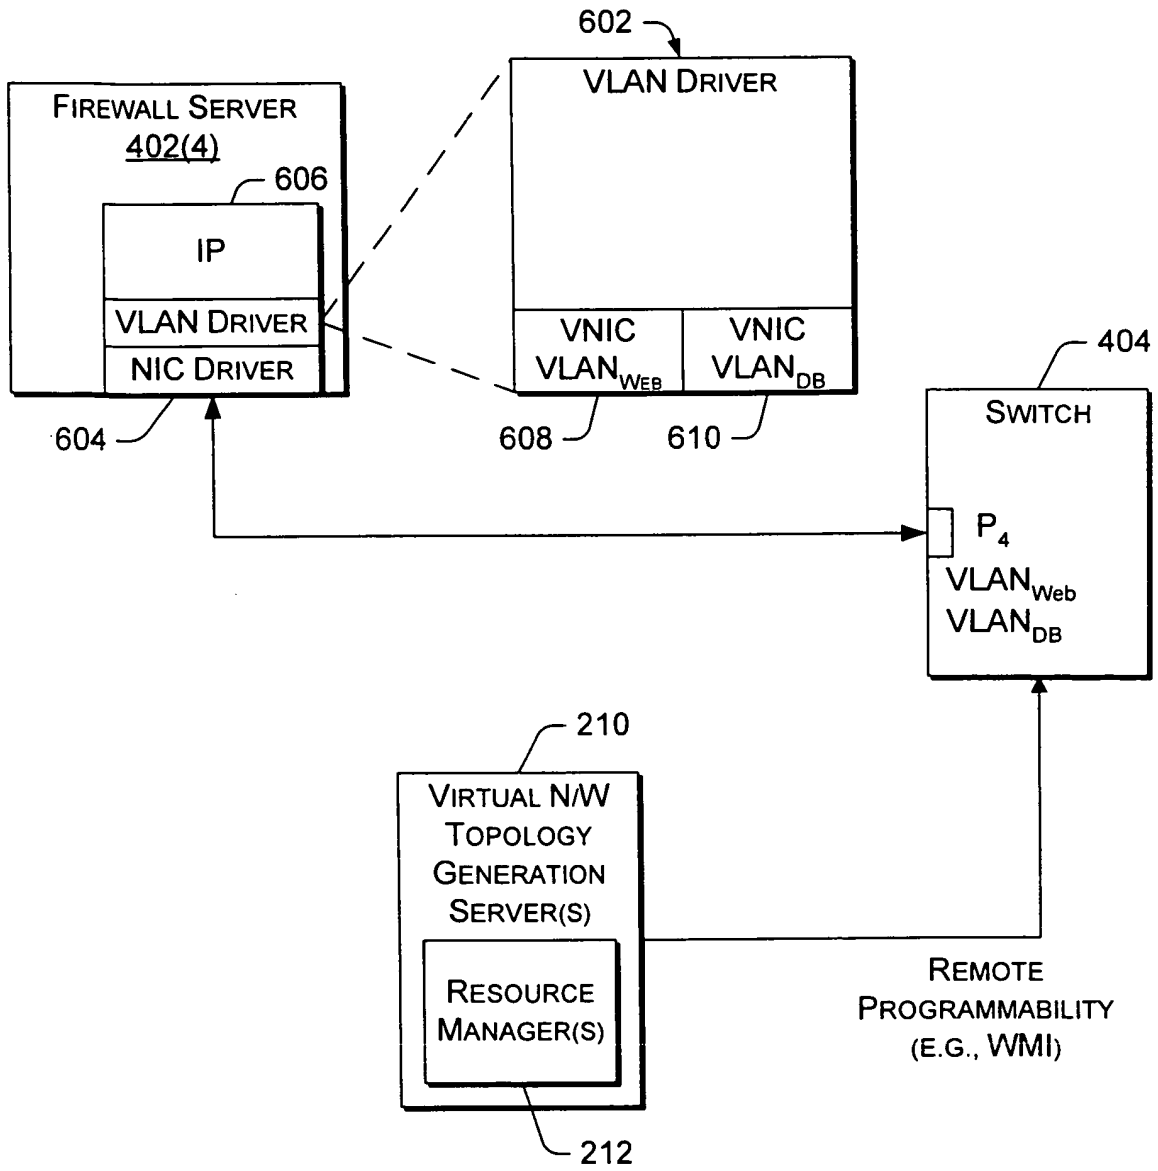 602
VLAN DRIVER
FIREWALL SERVER
402(4)
606
IP
VLAN DRIVER
NIC DRIVER
604
VNIC
VLANWEB
VNIC
VLANDB
608
610
404
SWITCH
P4
VLANWeb
VLANDB
210
VIRTUAL N/W
TOPOLOGY
GENERATION
SERVER(S)
RESOURCE
MANAGER(S)
212
REMOTE
PROGRAMMABILITY
(E.G., WMI)